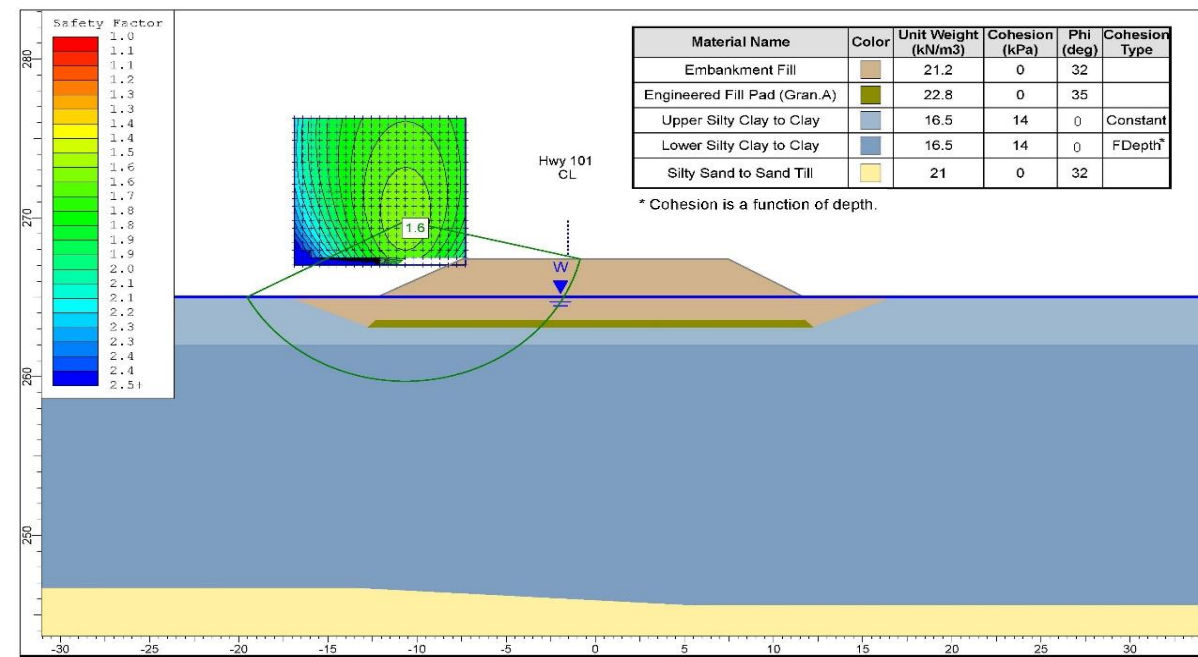 Safety Factor
1.0
1.1
1.1
1.2
1.3
1.3
1.4
1.5
1.6
1.6
1.7
1.8
1.9
1.9
2.0
2.1
2.1
2.2
2.3
2.4
2.4
2.5+
Material Name Color Unit Weight (kN/m3) Cohesion (kPa) Phi (deg) Cohesion Type
Embankment Fill 21.2 0 32
Engineered Fill Pad (Gran.A) 22.8 0 35
Upper Silty Clay to Clay 16.5 14 0 Constant
Lower Silty Clay to Clay 16.5 14 0 FDepth*
Silty Sand to Sand Till 21 0 32
* Cohesion is a function of depth.
Hwy 101
CL
1.6
W
280
270
260
250
-30 -25 -20 -15 -10 -5 0 5 10 15 20 25 30